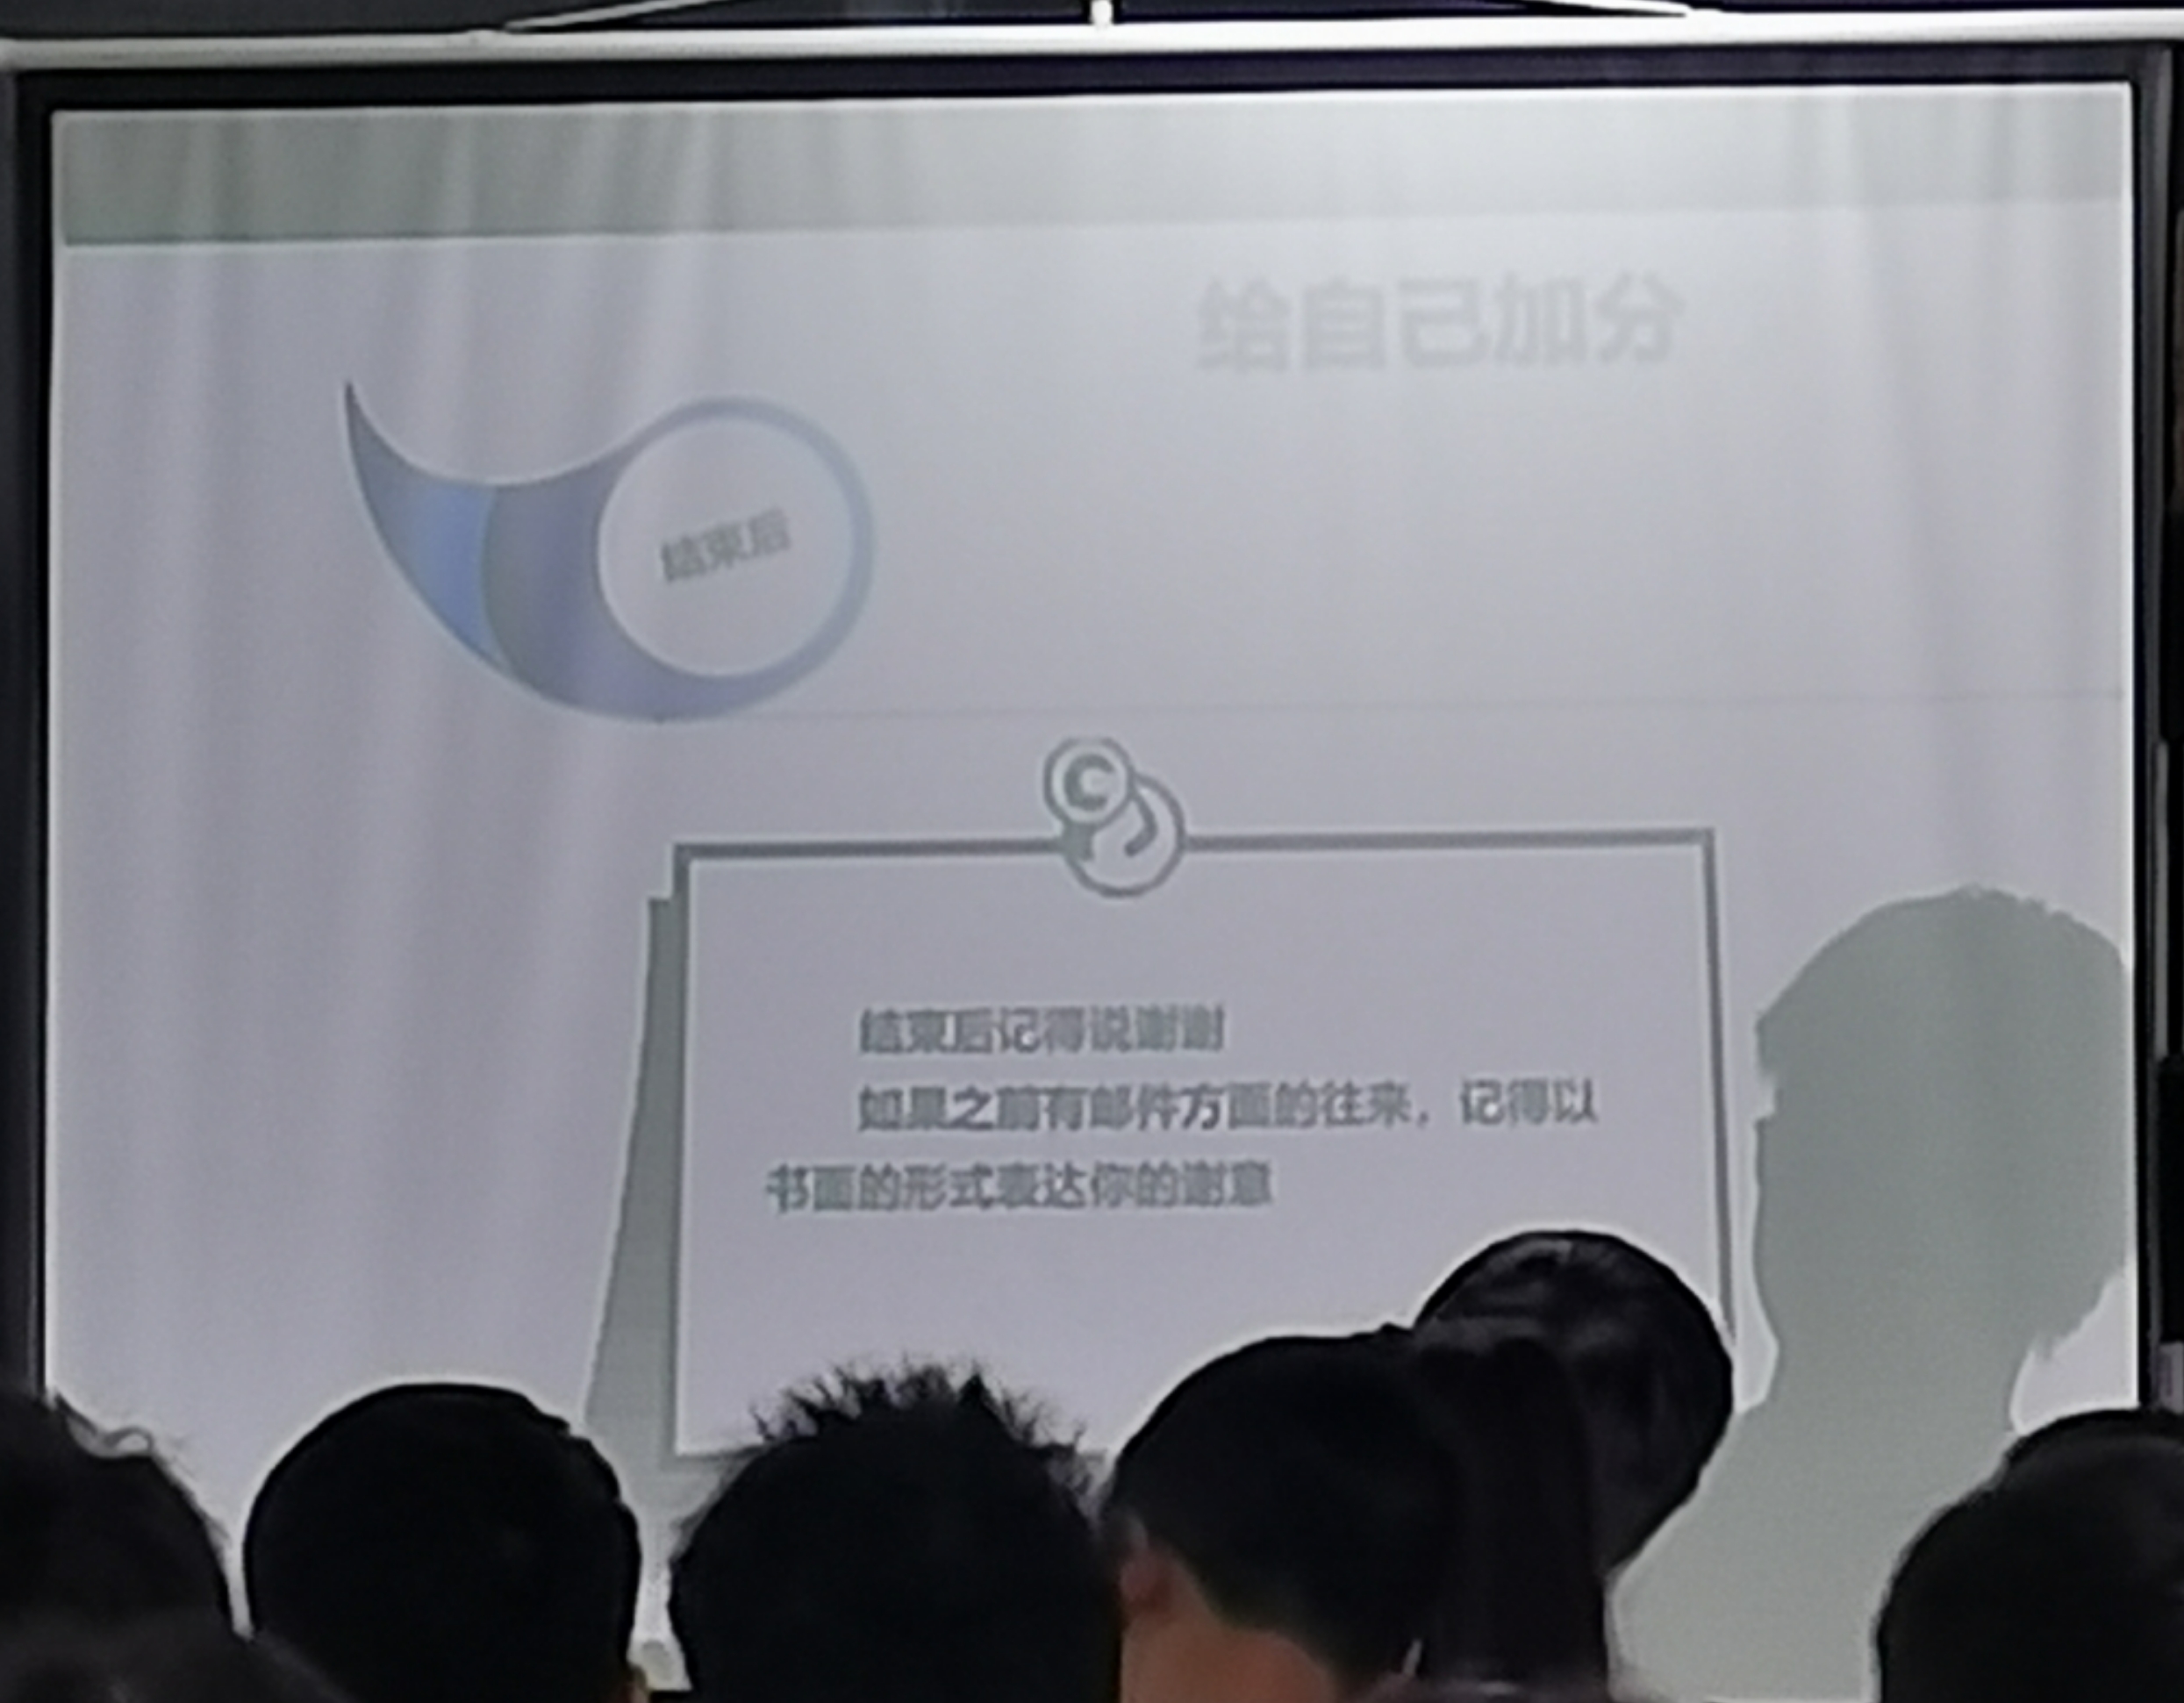 给自己加分
结束后
结束后记得说谢谢
如果之前有邮件方面的往来，记得以
书面的形式表达你的谢意